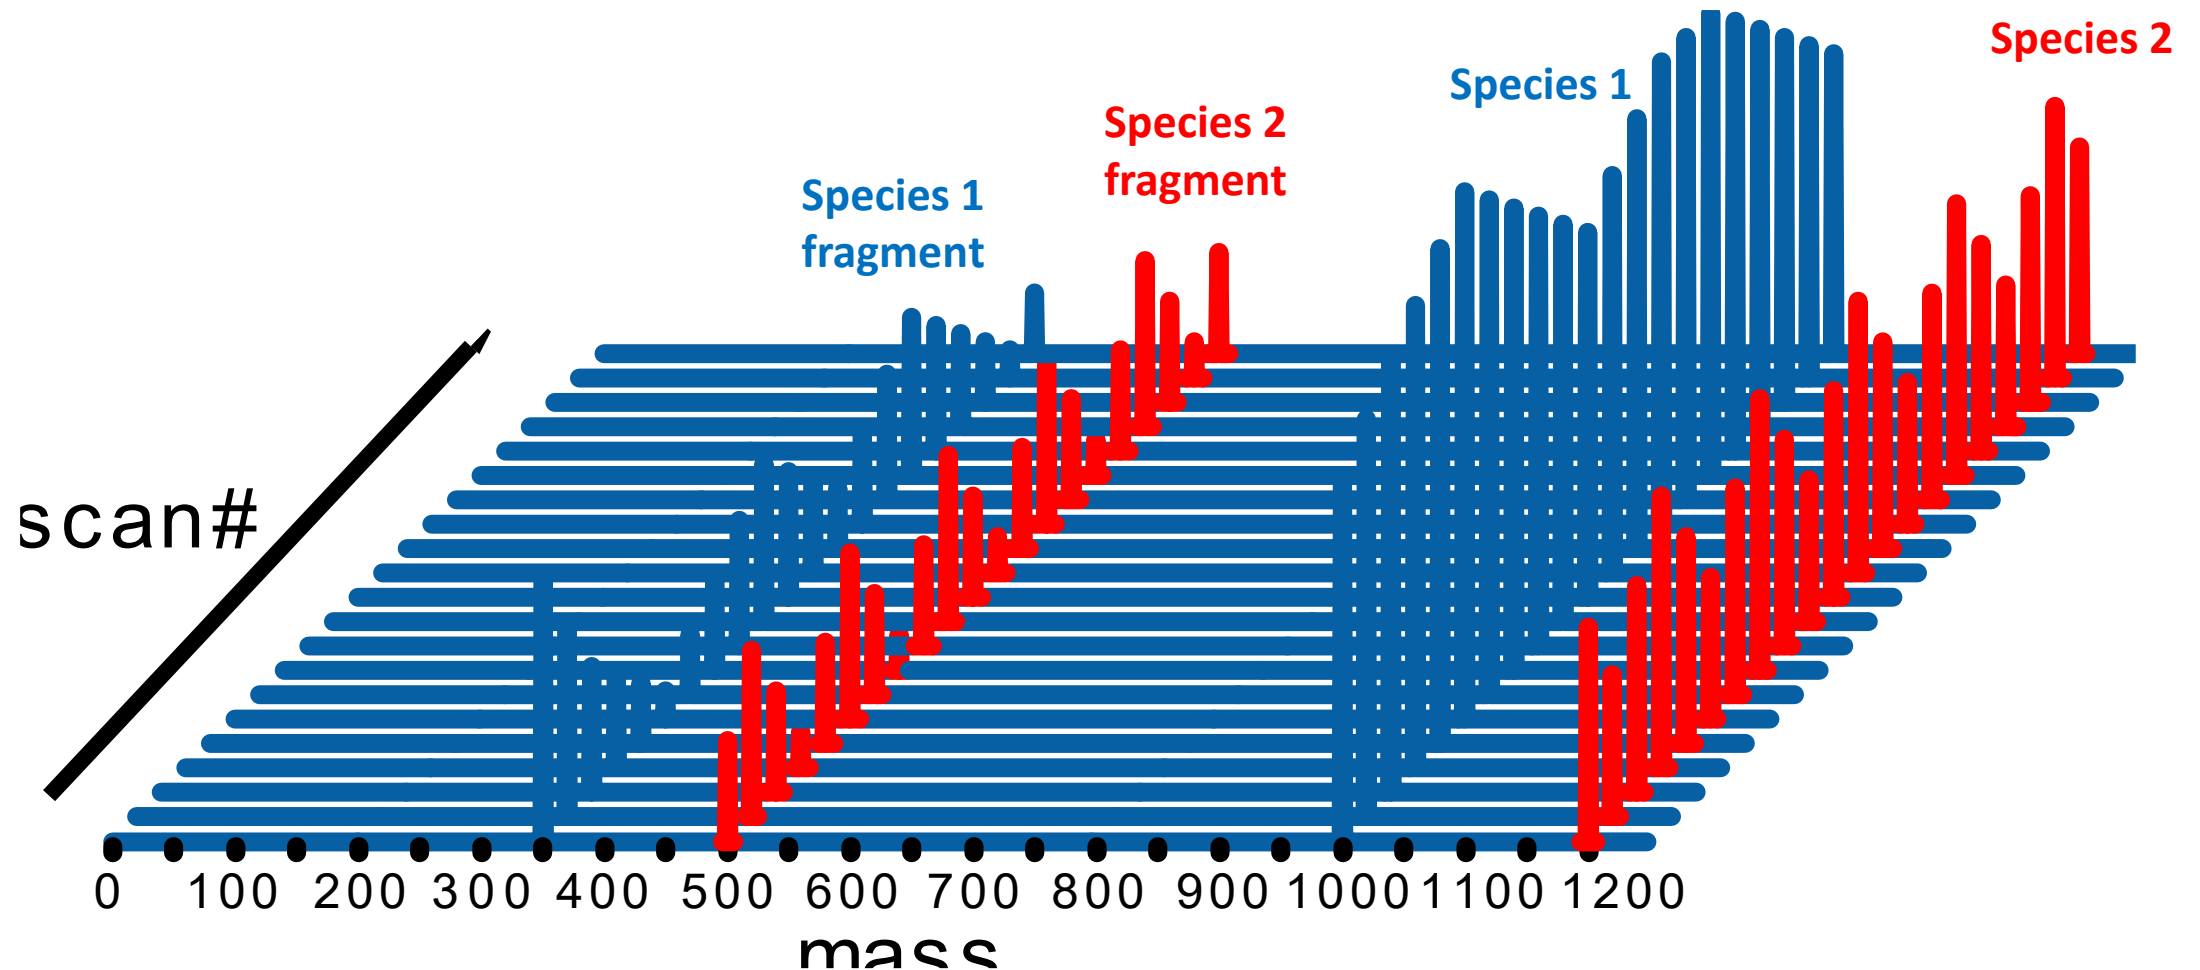 Species 2
Species 1
Species 2
fragment
Species 1
fragment
scan#
0 100 200 300 400 500 600 700 800 900 1000 1100 1200
mass